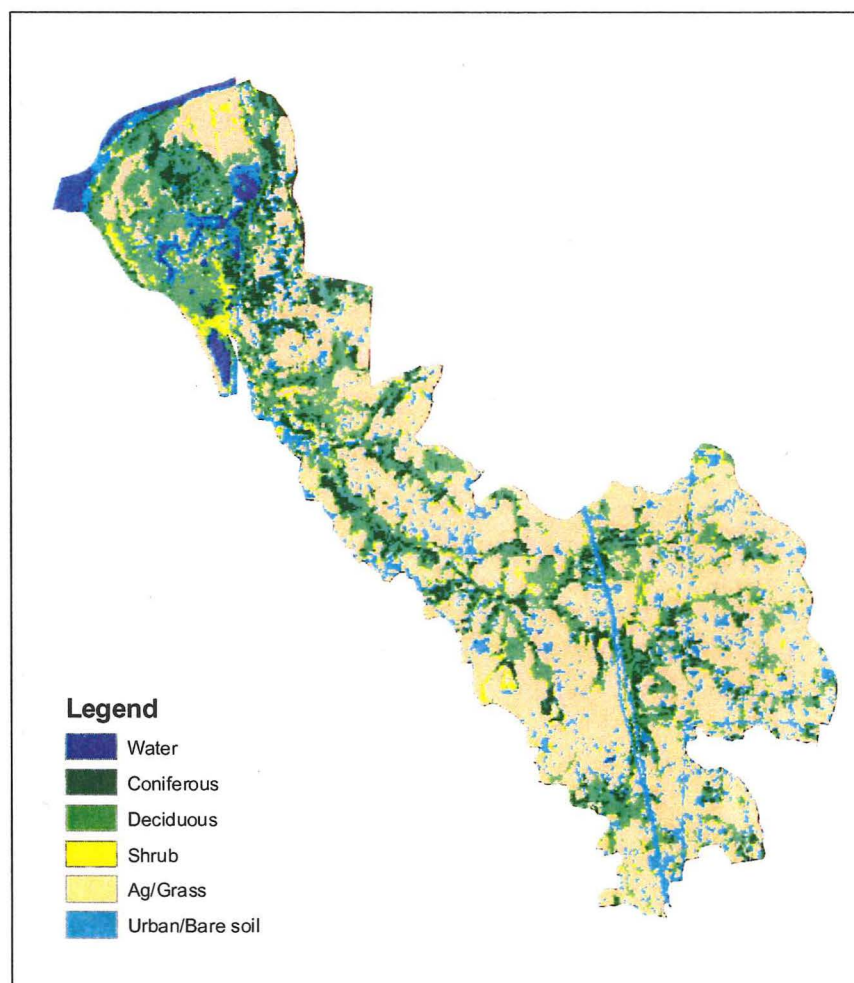 Legend
Water
Coniferous
Deciduous
Shrub
Ag/Grass
Urban/Bare soil